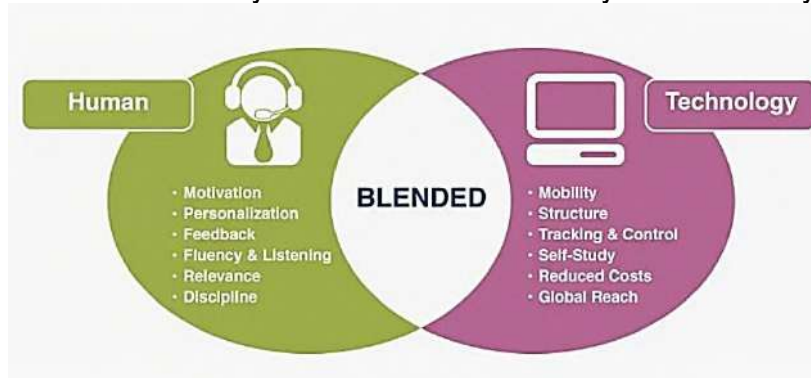 Human
Technology
• Motivation
• Personalization
• Feedback
• Fluency & Listening
• Relevance
• Discipline
BLENDED
• Mobility
• Structure
• Tracking & Control
• Self-Study
• Reduced Costs
• Global Reach